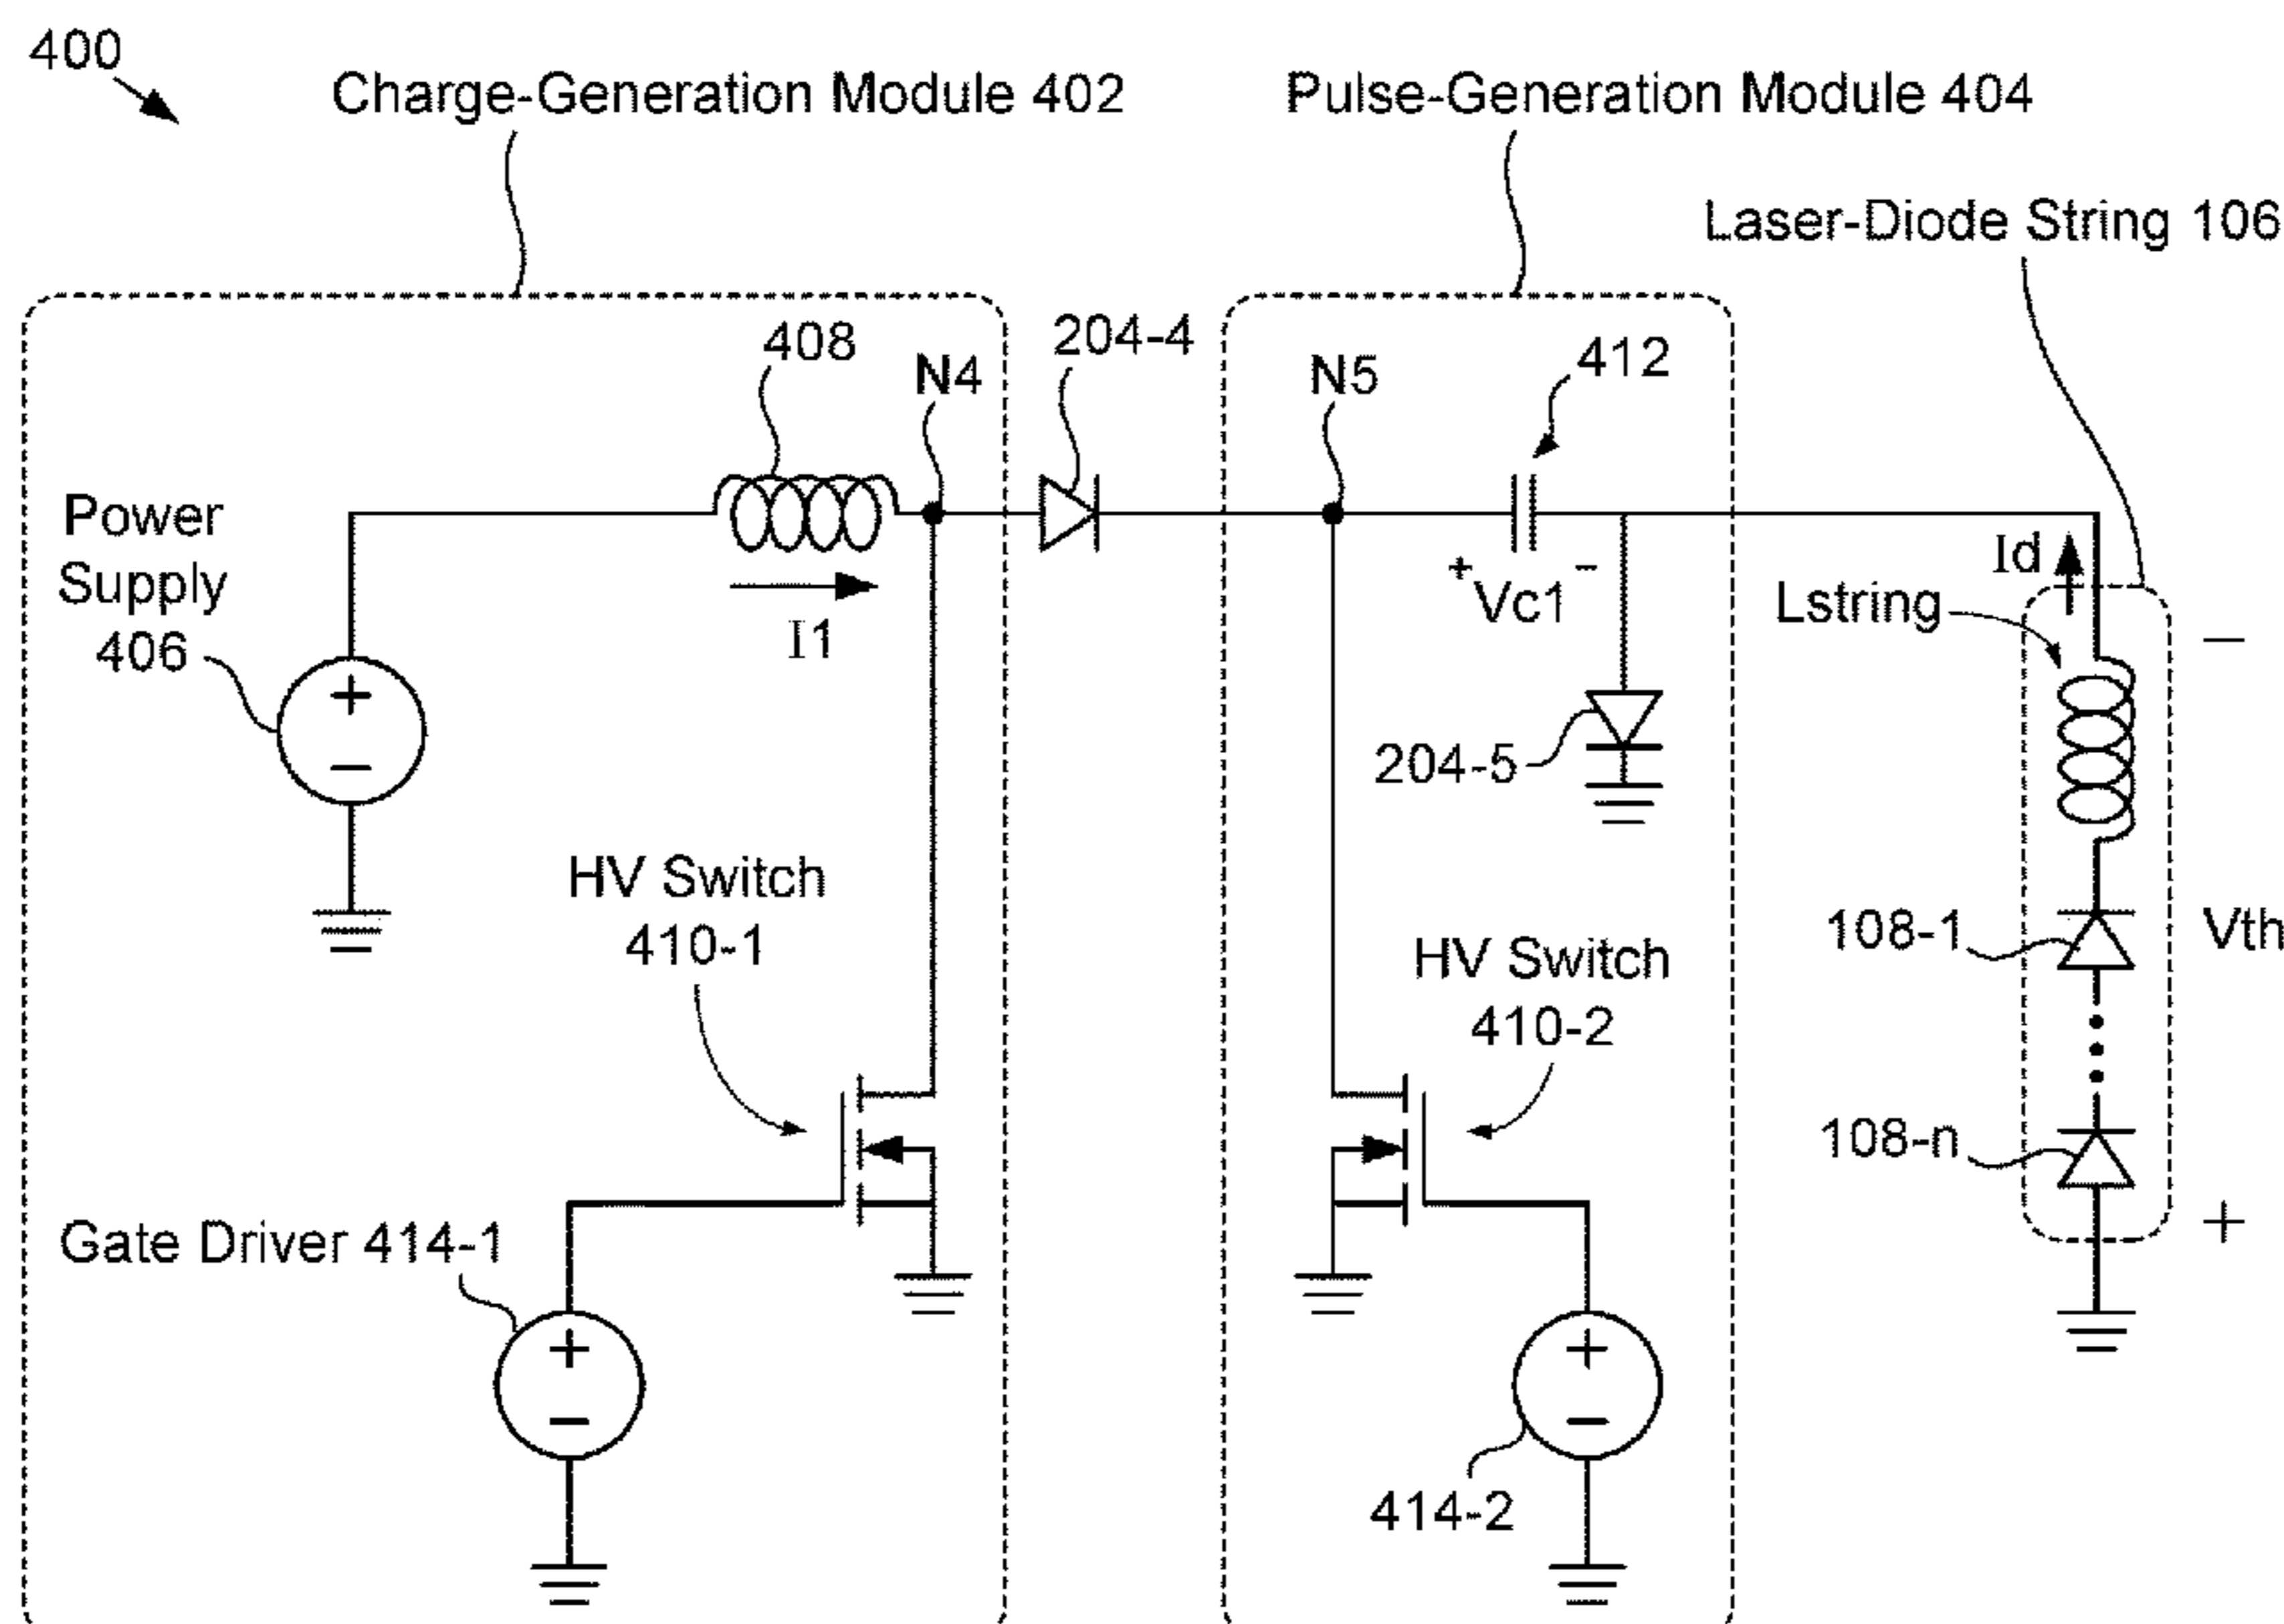 400
Charge-Generation Module 402
Pulse-Generation Module 404
Laser-Diode String 106
408
N4
204-4
N5
412
Power
Supply
406
+
−
I1
+ Vc1 −
Id
Lstring
−
204-5
HV Switch
410-1
HV Switch
410-2
108-1
Vth
108-n
+
Gate Driver 414-1
+
−
414-2
+
−